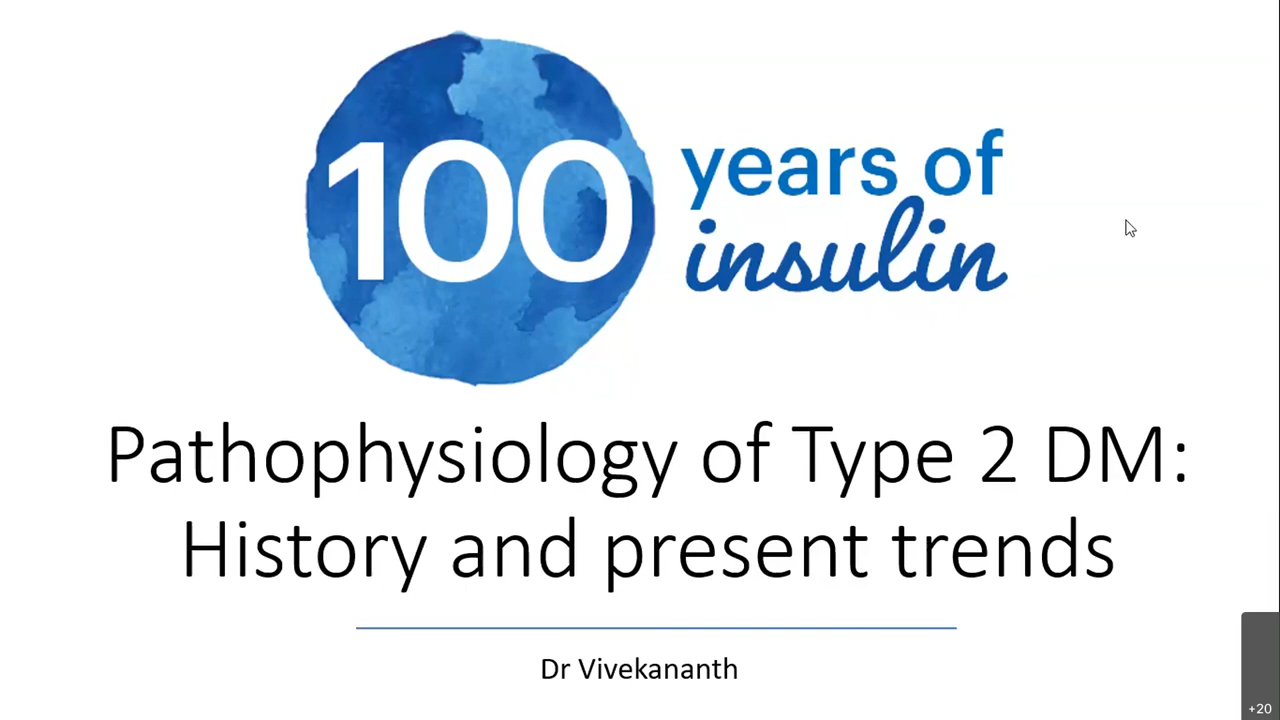 100
years of
insulin
Pathophysiology of Type 2 DM:
History and present trends
Dr Vivekananth
+20